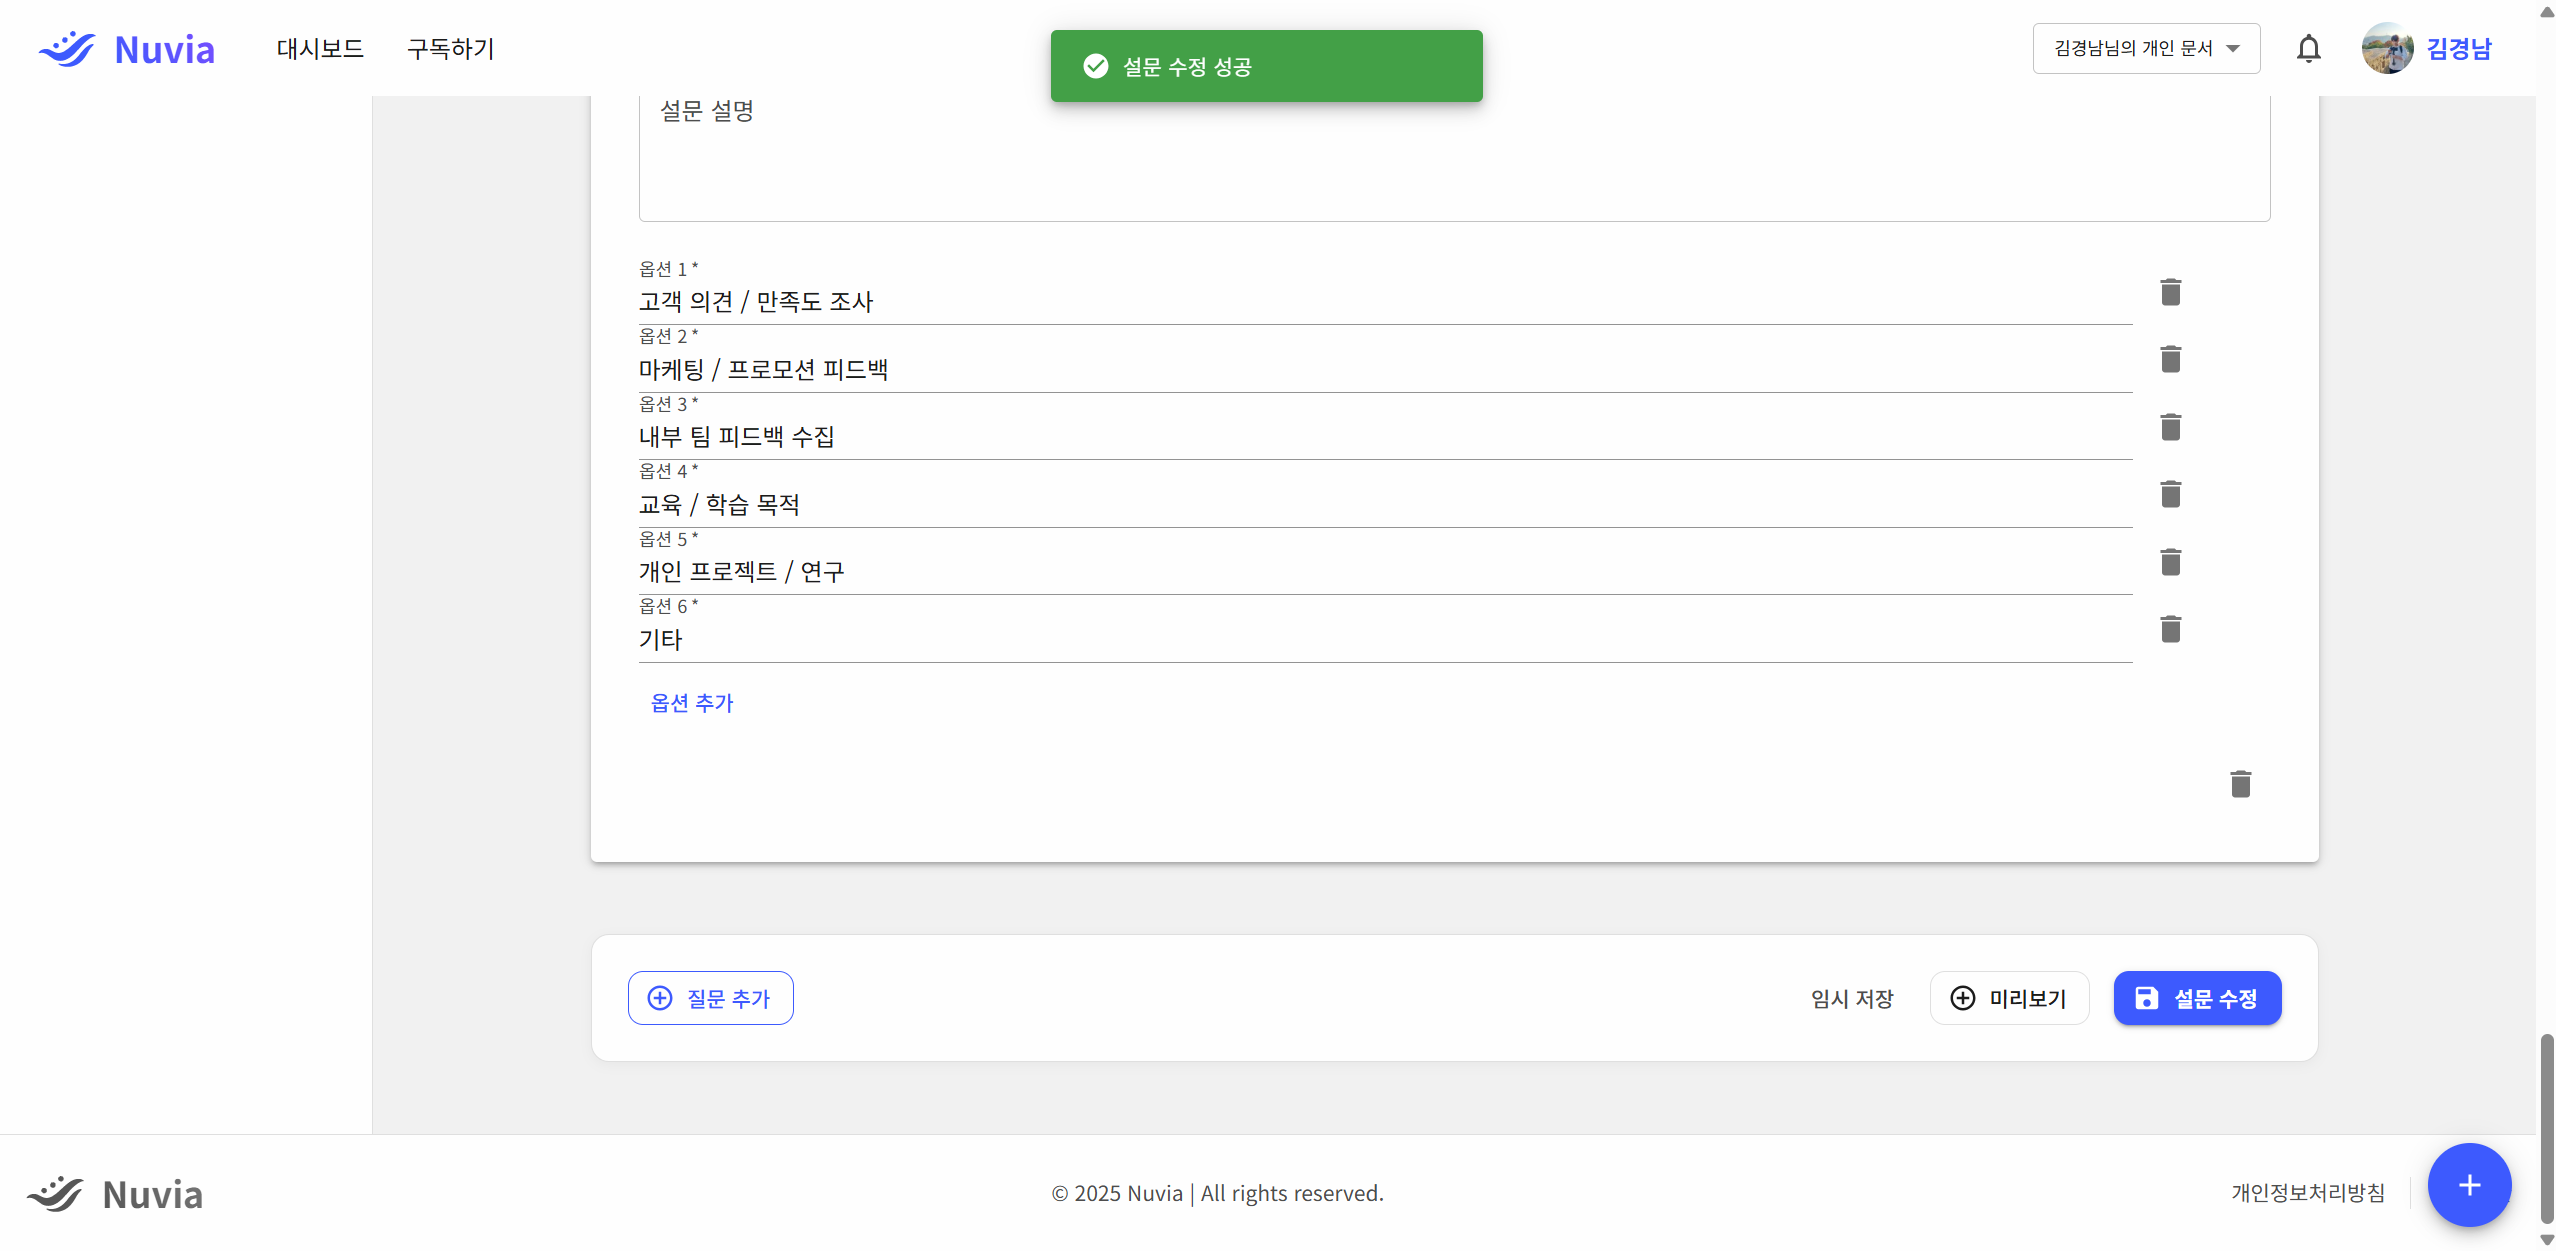 Nuvia
대시보드
구독하기
설문 수정 성공
김경남님의 개인 문서
김경남
설문 설명
옵션 1 *
고객 의견 / 만족도 조사
옵션 2 *
마케팅 / 프로모션 피드백
옵션 3 *
내부 팀 피드백 수집
옵션 4 *
교육 / 학습 목적
옵션 5 *
개인 프로젝트 / 연구
옵션 6 *
기타
옵션 추가
질문 추가
임시 저장
미리보기
설문 수정
Nuvia
© 2025 Nuvia | All rights reserved.
개인정보처리방침